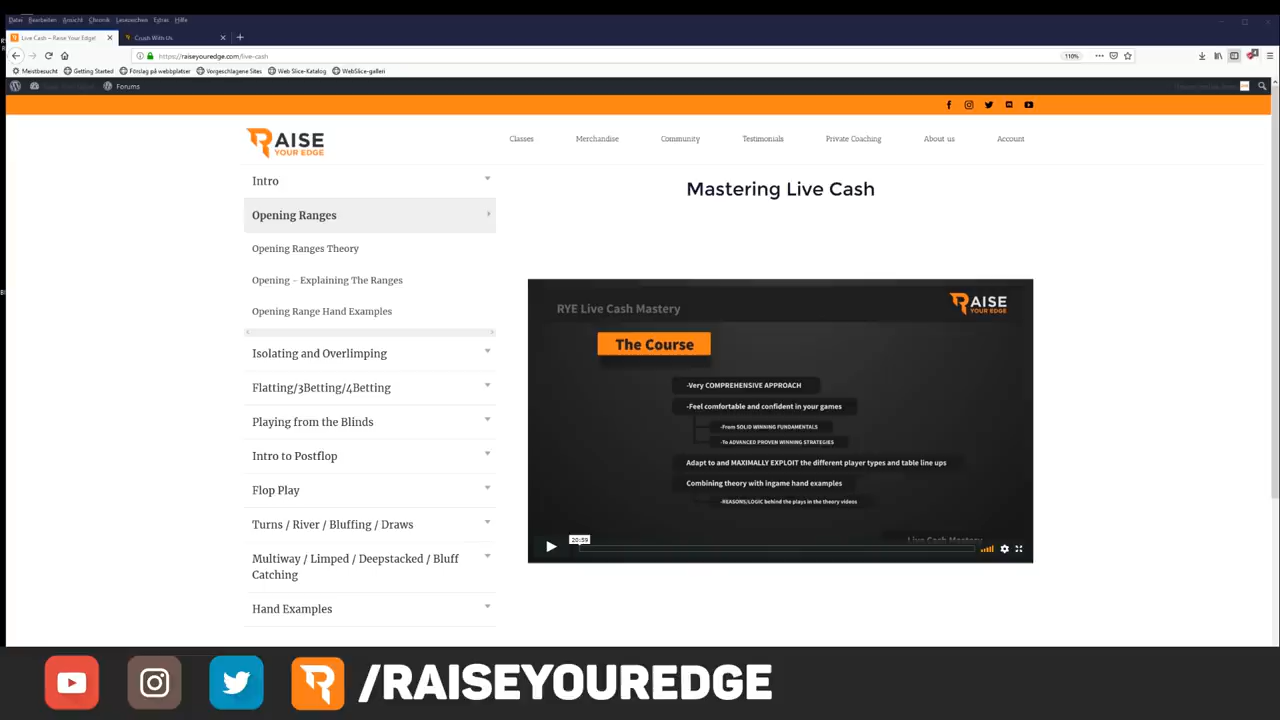 Datei Bearbeiten Ansicht Chronik Lesezeichen Extras Hilfe
Live Cash – Raise Your Edge!
Crush With Us
https://raiseyouredge.com/live-cash
110%
Meistbesucht Getting Started Förslag på webbplatser Vorgeschlagene Sites Web Slice-Katalog WebSlice-galleri
Forums
RAISE
YOUR EDGE
Classes Merchandise Community Testimonials Private Coaching About us Account
Intro
Opening Ranges
Opening Ranges Theory
Opening – Explaining The Ranges
Opening Range Hand Examples
Isolating and Overlimping
Flatting/3Betting/4Betting
Playing from the Blinds
Intro to Postflop
Flop Play
Turns / River / Bluffing / Draws
Multiway / Limped / Deepstacked / Bluff
Catching
Hand Examples
Mastering Live Cash
RYE Live Cash Mastery
RAISE
YOUR EDGE
The Course
-Very COMPREHENSIVE APPROACH
-Feel comfortable and confident in your games
-From SOLID WINNING FUNDAMENTALS
-To ADVANCED PROVEN WINNING STRATEGIES
Adapt to and MAXIMALLY EXPLOIT the different player types and table line ups
Combining theory with ingame hand examples
-REASONS/LOGIC behind the plays in the theory videos
Live Cash Mastery
20:59
/RAISEYOUREDGE